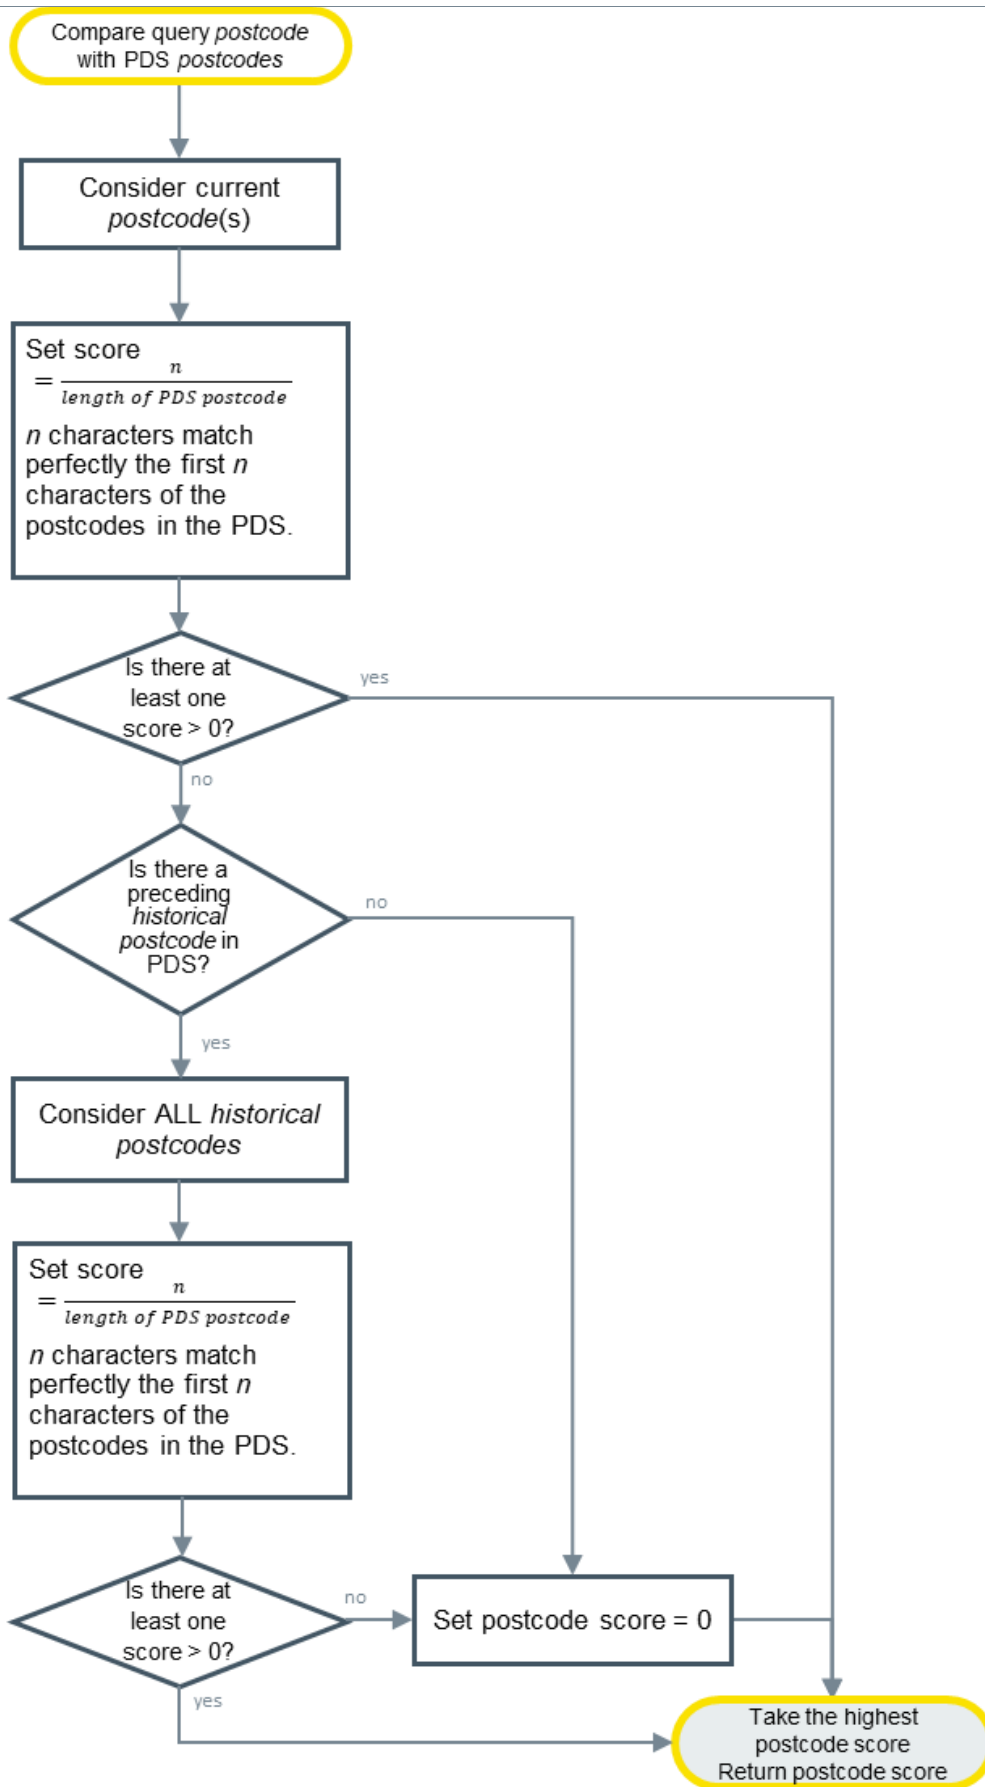 Compare query postcode
with PDS postcodes
Consider current
postcode(s)
Set score
= n / length of PDS postcode
n characters match
perfectly the first n
characters of the
postcodes in the PDS.
Is there at
least one
score > 0?
yes
no
Is there a
preceding
historical
postcode in
PDS?
no
yes
Consider ALL historical
postcodes
Set score
= n / length of PDS postcode
n characters match
perfectly the first n
characters of the
postcodes in the PDS.
Is there at
least one
score > 0?
no
Set postcode score = 0
yes
Take the highest
postcode score
Return postcode score